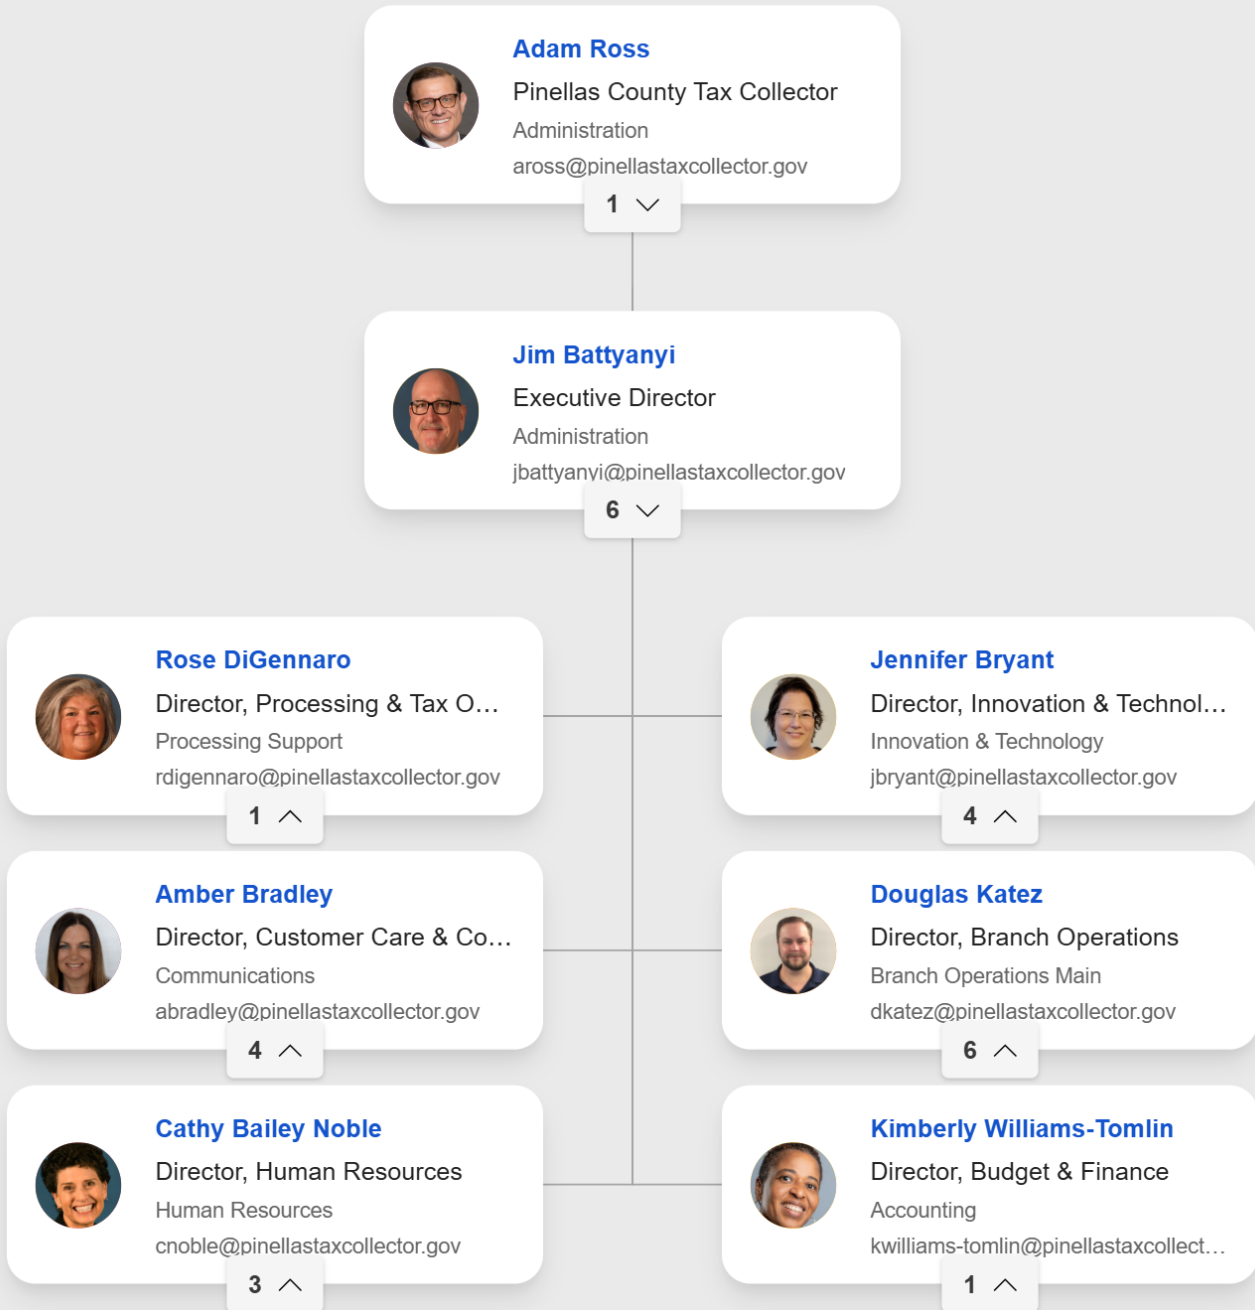 Adam Ross
Pinellas County Tax Collector
Administration
aross@pinellastaxcollector.gov
1
Jim Battyanyi
Executive Director
Administration
jbattyanyi@pinellastaxcollector.gov
6
Rose DiGennaro
Director, Processing & Tax O...
Processing Support
rdigennaro@pinellastaxcollector.gov
1
Jennifer Bryant
Director, Innovation & Technol...
Innovation & Technology
jbryant@pinellastaxcollector.gov
4
Amber Bradley
Director, Customer Care & Co...
Communications
abradley@pinellastaxcollector.gov
4
Douglas Katez
Director, Branch Operations
Branch Operations Main
dkatez@pinellastaxcollector.gov
6
Cathy Bailey Noble
Director, Human Resources
Human Resources
cnoble@pinellastaxcollector.gov
3
Kimberly Williams-Tomlin
Director, Budget & Finance
Accounting
kwilliams-tomlin@pinellastaxcollect...
1